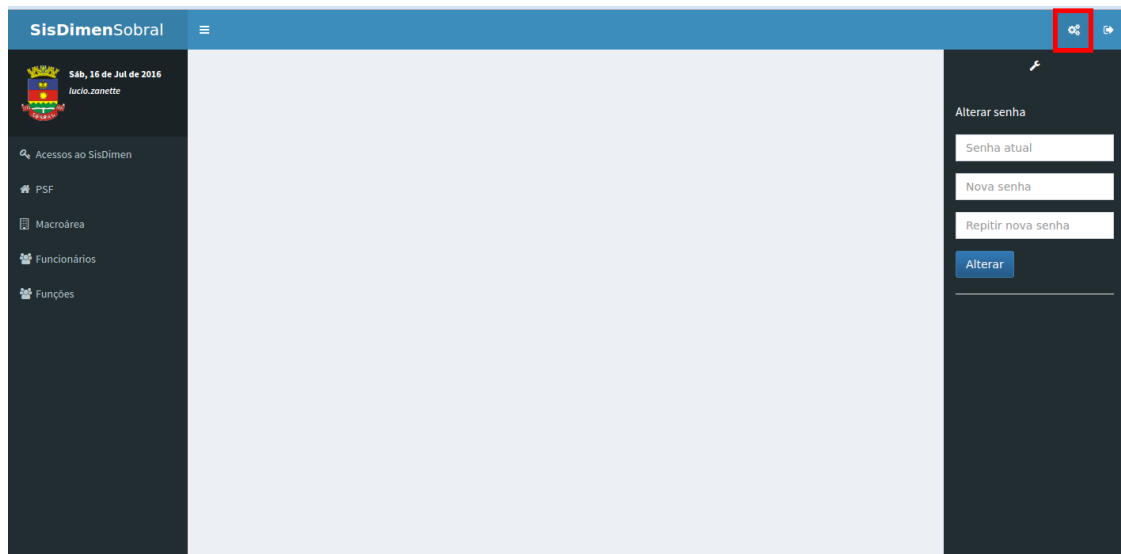 SisDimenSobral
Sáb, 16 de Jul de 2016
lucio.zanette
Acessos ao SisDimen
PSF
Macroárea
Funcionários
Funções
Alterar senha
Senha atual
Nova senha
Repitir nova senha
Alterar